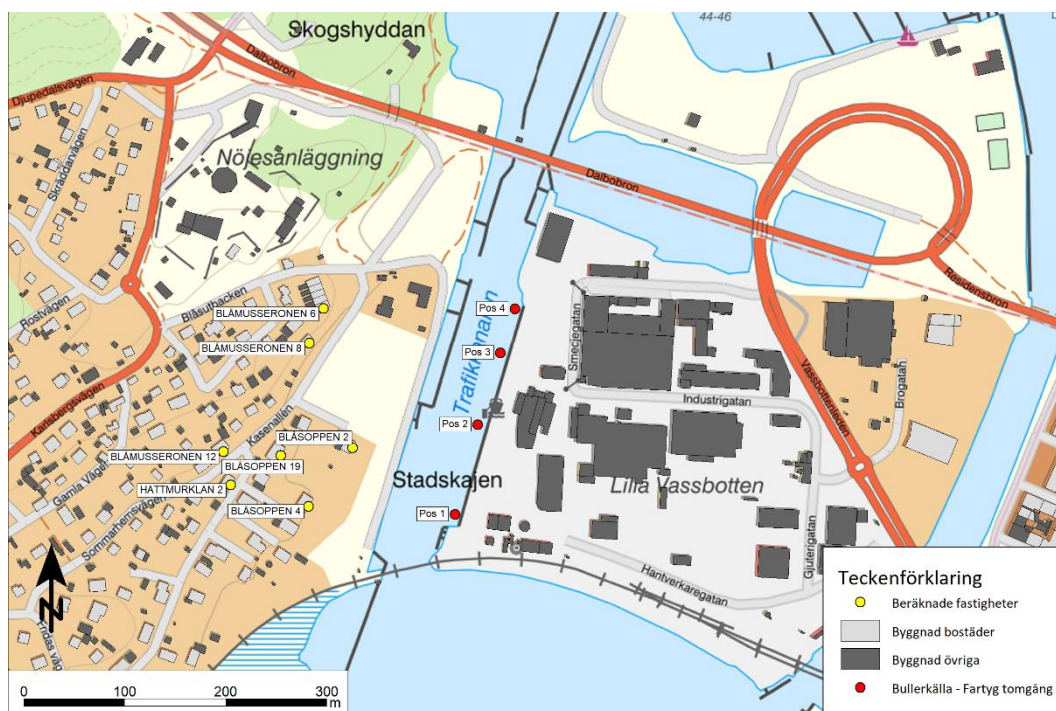 Skogshyddan
44-46
Dalbobron
Djupedalsvägen
Skräddarvägen
Nöjesanläggning
Dalbobron
Residensbron
Rostvägen
Blåsutbacken
BLÅMUSSERONEN 6
Pos 4
Trafikkanalen
Smedjegatan
BLÅMUSSERONEN 8
Pos 3
Karlsbergsvägen
Vassbottenleden
Brogatan
Industrigatan
Kasenallén
Pos 2
BLÅSOPPEN 2
BLÅMUSSERONEN 12
BLÅSOPPEN 19
Gamla Vägen
Stadskajen
Lilla Vassbotten
HATTMURKLAN 2
BLÅSOPPEN 4
Pos 1
Sommarhemsvägen
Gjuterigatan
Hantverkaregatan
N
Teckenförklaring
Beräknade fastigheter
Byggnad bostäder
Byggnad övriga
Bullerkälla - Fartyg tomgång
0 100 200 300
m